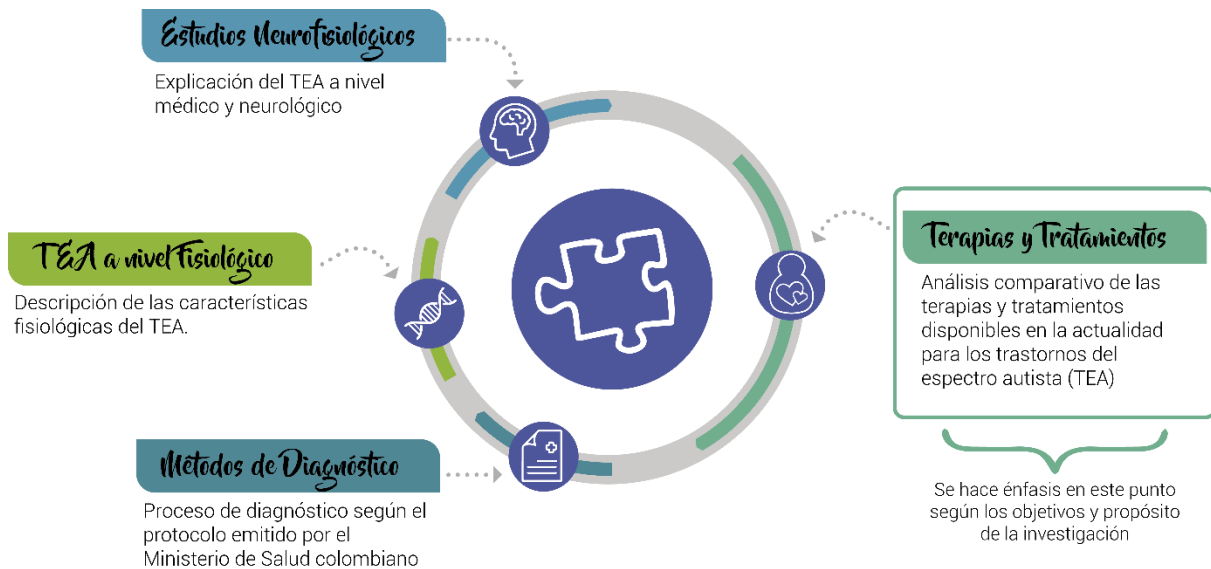 Estudios Neurofisiológicos
Explicación del TEA a nivel
médico y neurológico
TEA a nivel Fisiológico
Descripción de las características
fisiológicas del TEA.
Métodos de Diagnóstico
Proceso de diagnóstico según el
protocolo emitido por el
Ministerio de Salud colombiano
Terapias y Tratamientos
Análisis comparativo de las
terapias y tratamientos
disponibles en la actualidad
para los trastornos del
espectro autista (TEA)
Se hace énfasis en este punto
según los objetivos y propósito
de la investigación